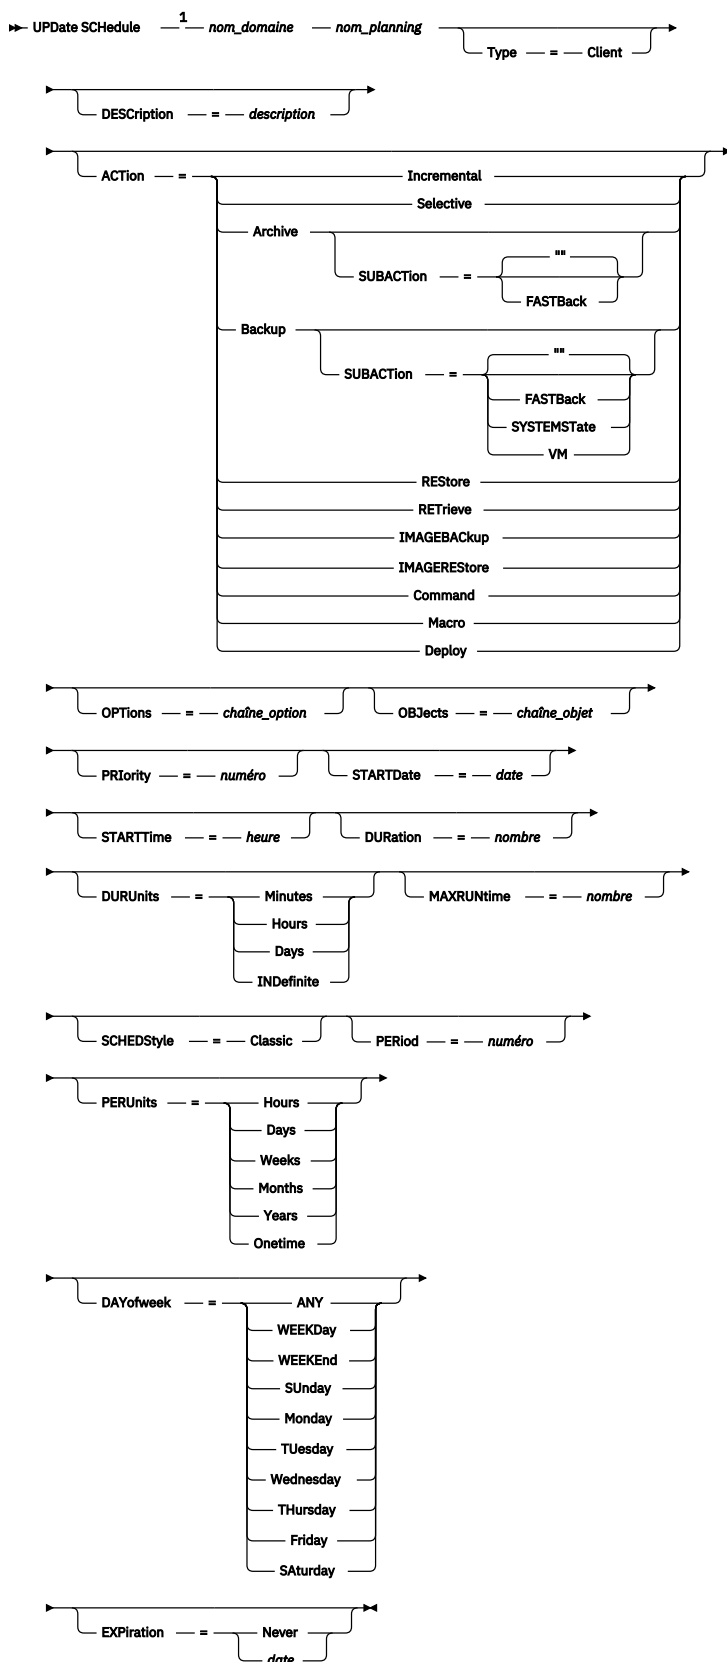 1
UPDate SCHedule nom_domaine nom_planning
Type = Client
DESCription = description
ACTion = Incremental
Selective
Archive
""
SUBACTion =
FASTBack
Backup
""
SUBACTion =
FASTBack
SYSTEMSTate
VM
REStore
RETrieve
IMAGEBACkup
IMAGEREStore
Command
Macro
Deploy
OPTions = chaîne_option OBJects = chaîne_objet
PRIority = numéro STARTDate = date
STARTTime = heure DURation = nombre
DURUnits = Minutes MAXRUNtime = nombre
Hours
Days
INDefinite
SCHEDStyle = Classic PERiod = numéro
PERUnits = Hours
Days
Weeks
Months
Years
Onetime
DAYofweek = ANY
WEEKDay
WEEKEnd
SUnday
Monday
TUesday
Wednesday
THursday
Friday
SAturday
EXPiration = Never
date